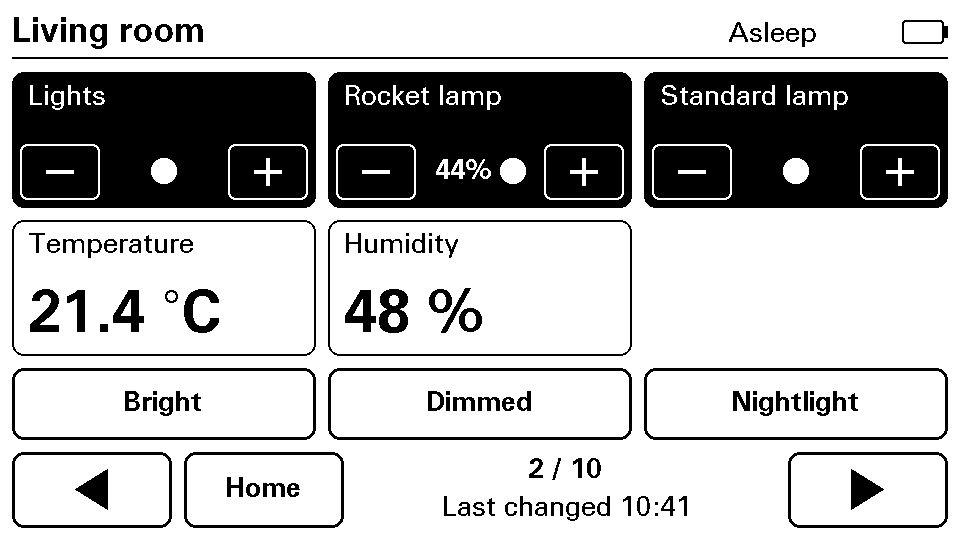 Living room
Asleep
Lights
Rocket lamp
Standard lamp
−
+
− 44% +
−
+
Temperature
Humidity
21.4 °C
48 %
Bright
Dimmed
Nightlight
Home
2 / 10
Last changed 10:41